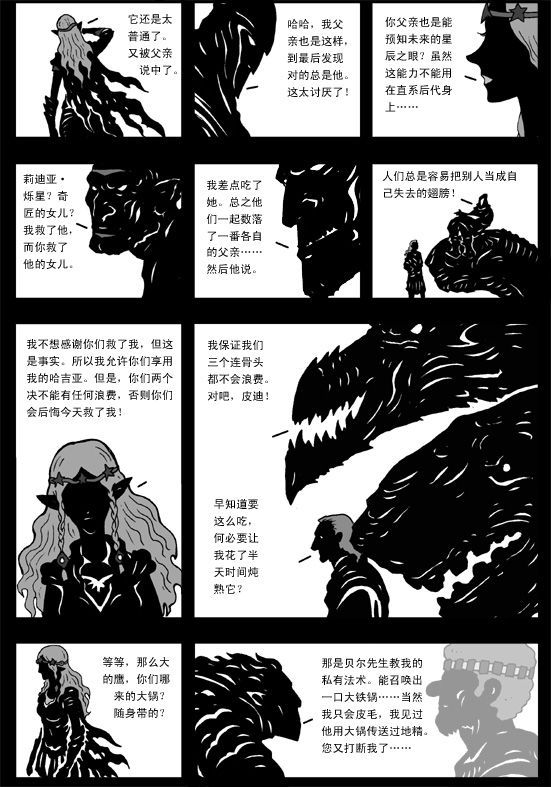 它还是太
普通了。
又被父亲
说中了。
哈哈，我父
亲也是这样，
到最后发现
对的总是他。
这太讨厌了！
你父亲也是能
预知未来的星
辰之眼？虽然
这能力不能用
在直系后代身
上……
莉迪亚·
烁星？奇
匠的女儿？
我救了他，
而你救了
他的女儿。
我差点吃了
她。总之他
们一起数落
了一番各自
的父亲……
然后他说。
人们总是容易把别人当成自
己失去的翅膀！
我不想感谢你们救了我，但这
是事实。所以我允许你们享用
我的哈吉亚。但是，你们两个
决不能有任何浪费，否则你们
会后悔今天救了我！
我保证我们
三个连骨头
都不会浪费。
对吧，皮迪！
早知道要
这么吃，
何必要让
我花了半
天时间炖
熟它？
等等，那么大
的鹰，你们哪
来的大锅？
随身带的？
那是贝尔先生教我的
私有法术。能召唤出
一口大铁锅……当然
我只会皮毛，我见过
他用大锅传送过地精。
您又打断我了……